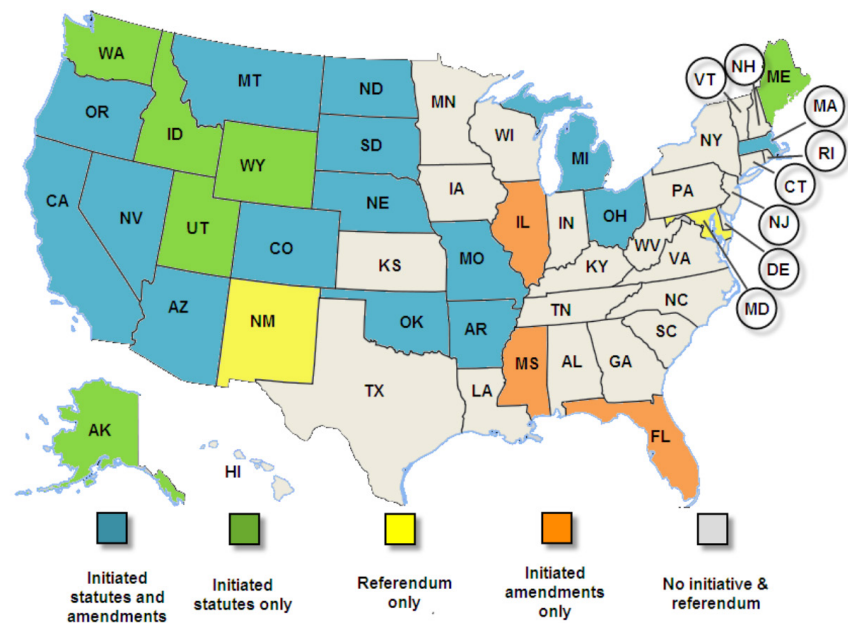 WA
MT
ND
MN
VT
NH
ME
OR
ID
SD
WI
MI
NY
MA
WY
RI
CA
NV
UT
CO
NE
IA
IL
IN
OH
PA
CT
NJ
KS
MO
WV
VA
KY
DE
AZ
NM
OK
AR
TN
NC
MD
SC
TX
LA
MS
AL
GA
FL
AK
HI
Initiated
statutes and
amendments
Initiated
statutes only
Referendum
only
Initiated
amendments
only
No initiative &
referendum